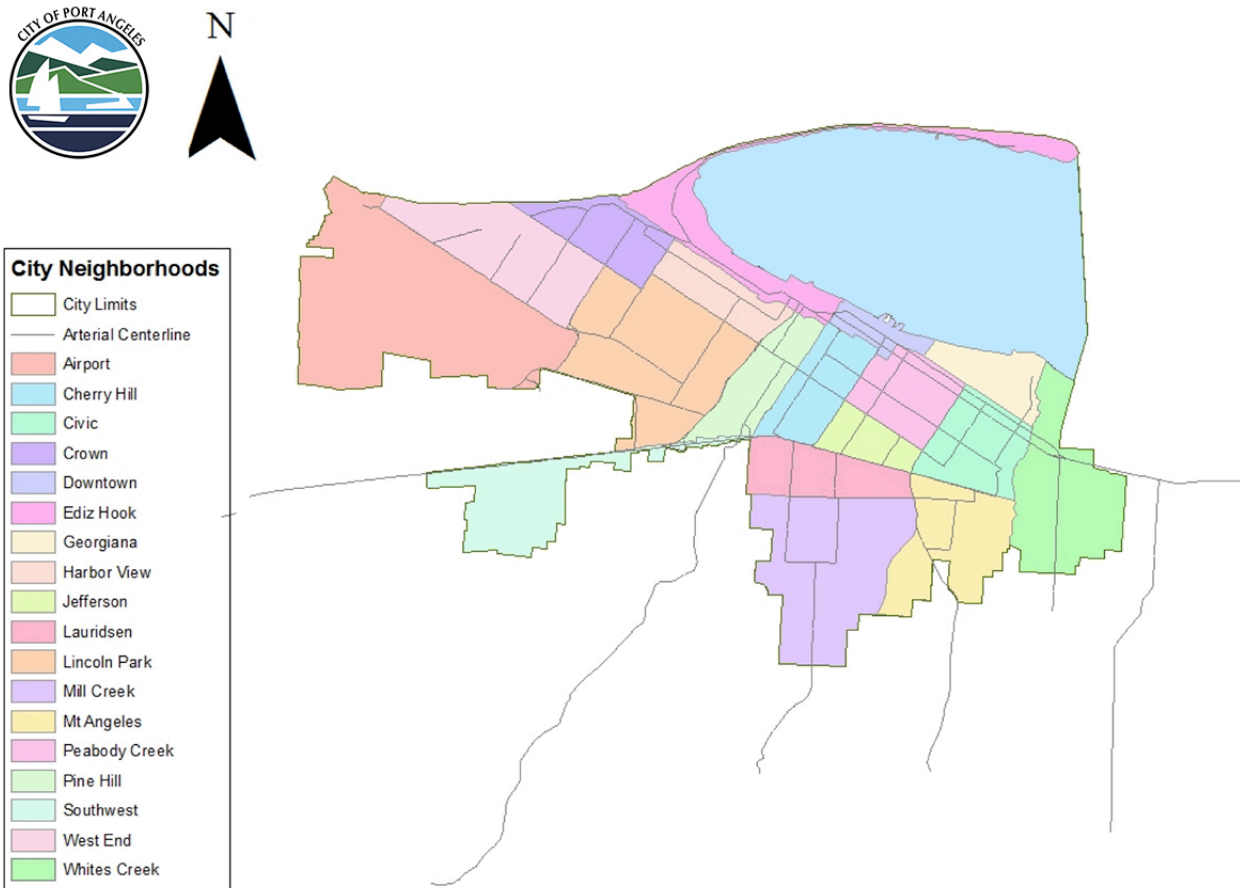 CITY OF PORT ANGELES
N
City Neighborhoods
City Limits
Arterial Centerline
Airport
Cherry Hill
Civic
Crown
Downtown
Ediz Hook
Georgiana
Harbor View
Jefferson
Lauridsen
Lincoln Park
Mill Creek
Mt Angeles
Peabody Creek
Pine Hill
Southwest
West End
Whites Creek